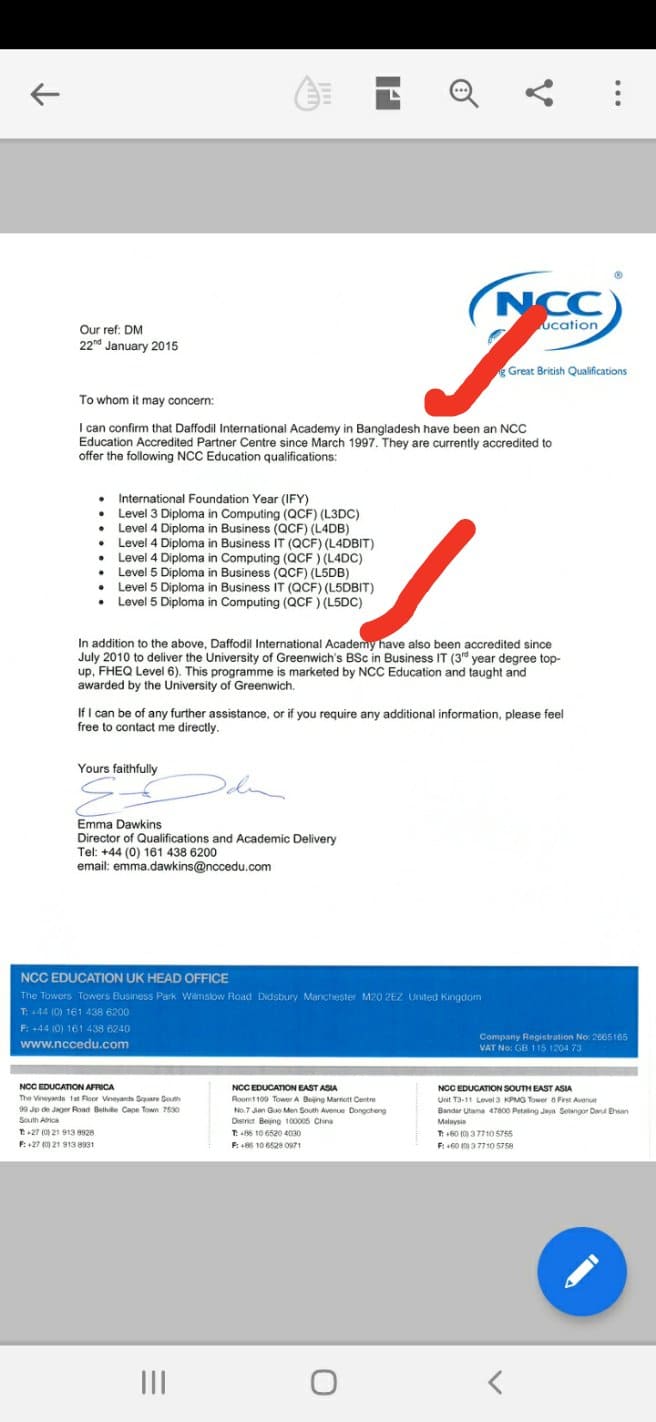 NCC
®
ucation
Our ref: DM
22nd January 2015
g Great British Qualifications
To whom it may concern:
I can confirm that Daffodil International Academy in Bangladesh have been an NCC
Education Accredited Partner Centre since March 1997. They are currently accredited to
offer the following NCC Education qualifications:
• International Foundation Year (IFY)
• Level 3 Diploma in Computing (QCF) (L3DC)
• Level 4 Diploma in Business (QCF) (L4DB)
• Level 4 Diploma in Business IT (QCF) (L4DBIT)
• Level 4 Diploma in Computing (QCF ) (L4DC)
• Level 5 Diploma in Business (QCF) (L5DB)
• Level 5 Diploma in Business IT (QCF) (L5DBIT)
• Level 5 Diploma in Computing (QCF ) (L5DC)
In addition to the above, Daffodil International Academy have also been accredited since
July 2010 to deliver the University of Greenwich's BSc in Business IT (3rd year degree top-
up, FHEQ Level 6). This programme is marketed by NCC Education and taught and
awarded by the University of Greenwich.
If I can be of any further assistance, or if you require any additional information, please feel
free to contact me directly.
Yours faithfully
Emma Dawkins
Director of Qualifications and Academic Delivery
Tel: +44 (0) 161 438 6200
email: emma.dawkins@nccedu.com
NCC EDUCATION UK HEAD OFFICE
The Towers Towers Business Park Wilmslow Road Didsbury Manchester M20 2EZ United Kingdom
T: +44 (0) 161 438 6200
F: +44 (0) 161 438 6240
www.nccedu.com
Company Registration No: 2665165
VAT No: GB 115 1204 73
NCC EDUCATION AFRICA
The Vineyards 1st Floor Vineyards Square South
99 Jip de Jager Road Bellville Cape Town 7530
South Africa
T: +27 (0) 21 913 8928
F: +27 (0) 21 913 8931
NCC EDUCATION EAST ASIA
Room1109 Tower A Beijing Marriott Centre
No.7 Jian Guo Men South Avenue Dongcheng
District Beijing 100005 China
T: +86 10 6520 4030
F: +86 10 6528 0971
NCC EDUCATION SOUTH EAST ASIA
Unit T3-11 Level 3 KPMG Tower 8 First Avenue
Bandar Utama 47800 Petaling Jaya Selangor Darul Ehsan
Malaysia
T: +60 (0) 3 7710 5755
F: +60 (0) 3 7710 5758